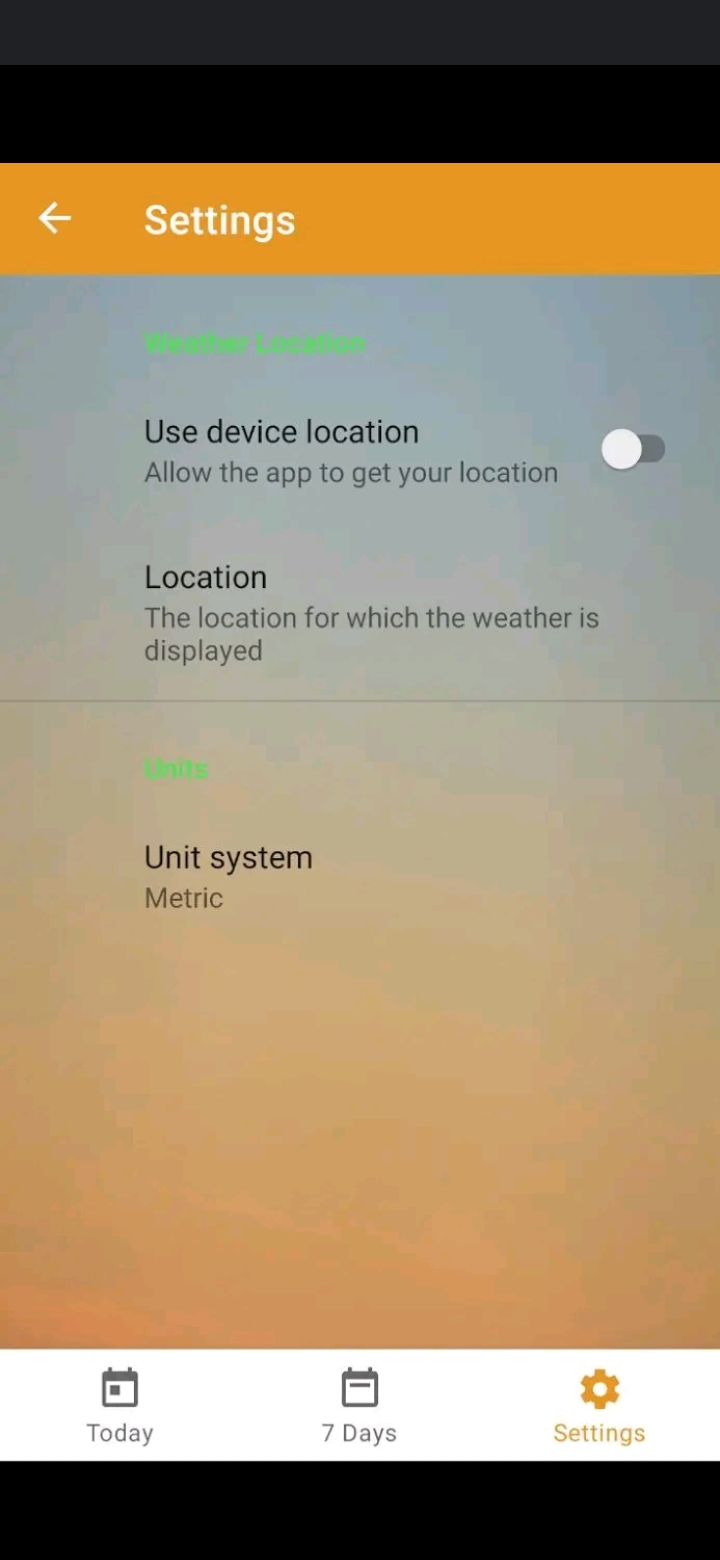 Settings
Weather Location
Use device location
Allow the app to get your location
Location
The location for which the weather is
displayed
Units
Unit system
Metric
Today
7 Days
Settings